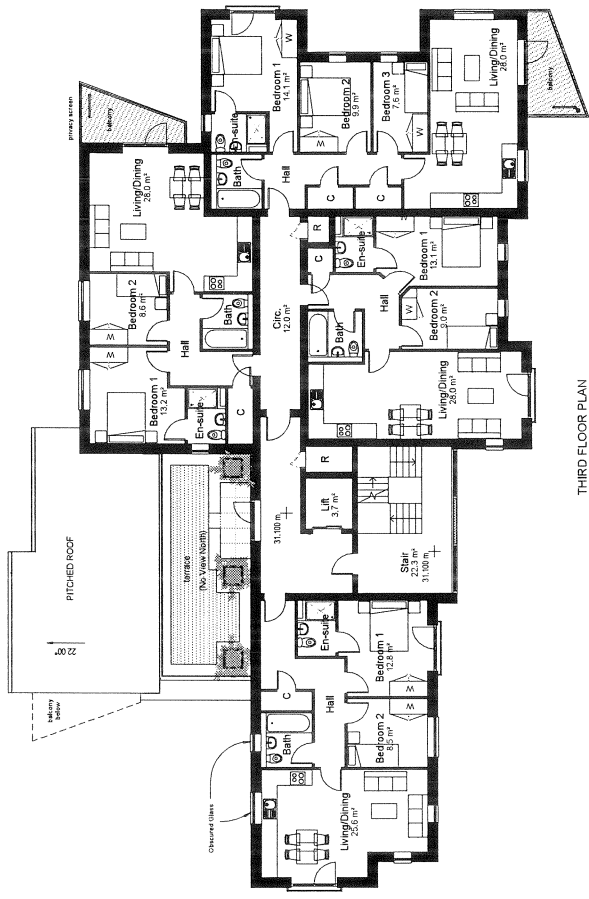 THIRD FLOOR PLAN
privacy screen
balcony
Living/Dining
28.0 m²
Bedroom 2
8.6 m²
W
W
Bedroom 1
13.2 m²
Hall
Bath
En-suite
C
Bedroom 1
14.1 m²
W
En-suite
Bath
Hall
Bedroom 2
9.9 m²
Bedroom 3
7.6 m²
W
C
C
Living/Dining
28.0 m²
balcony
R
C
En-suite
Bedroom 1
13.1 m²
Hall
W
Bedroom 2
9.0 m²
Bath
Living/Dining
28.0 m²
Circ.
12.0 m²
R
Lift
3.7 m²
31.100 m
Stair
22.3 m²
31.100 m
PITCHED ROOF
22.00°
terrace
(No View North)
balcony
below
Obscured Glass
En-suite
Bedroom 1
12.8 m²
W
W
Bedroom 2
8.5 m²
Hall
C
Bath
Living/Dining
25.6 m²